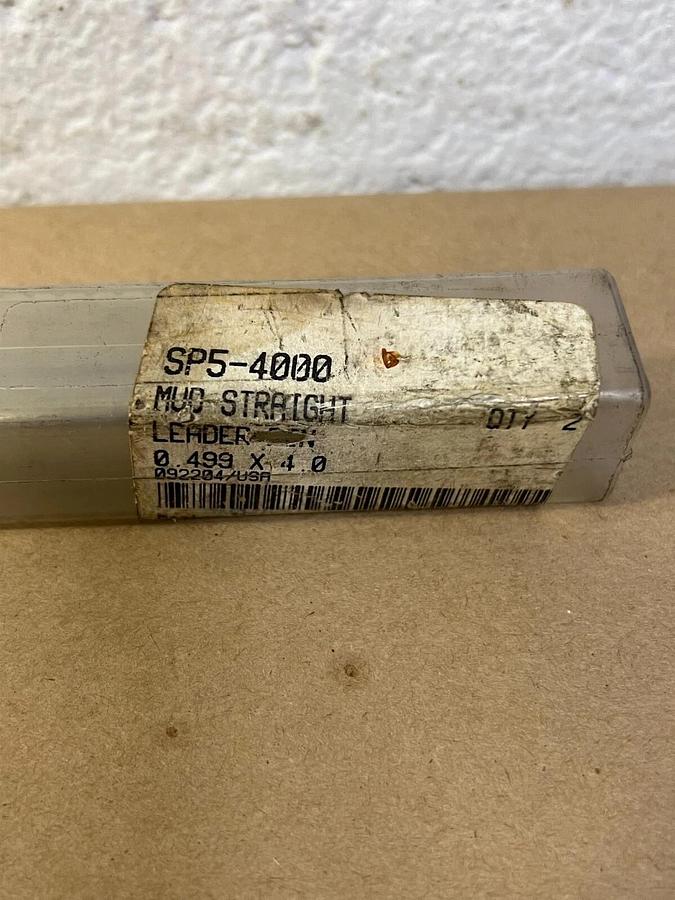 SP5-4000
MUD STRAIGHT
QTY 2
LEADER
0.499 X 4.0
092204/USA